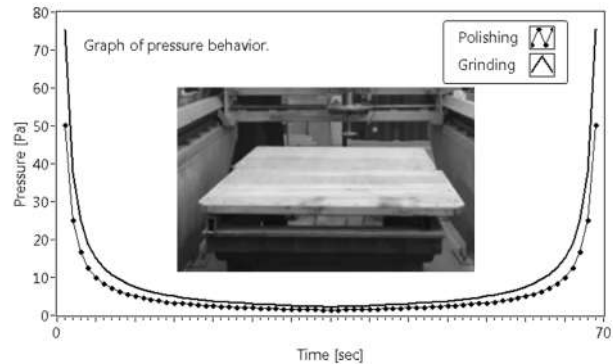 80
70
60
50
40
30
20
10
0
Pressure [Pa]
Graph of pressure behavior.
Polishing
Grinding
0
70
Time [sec]